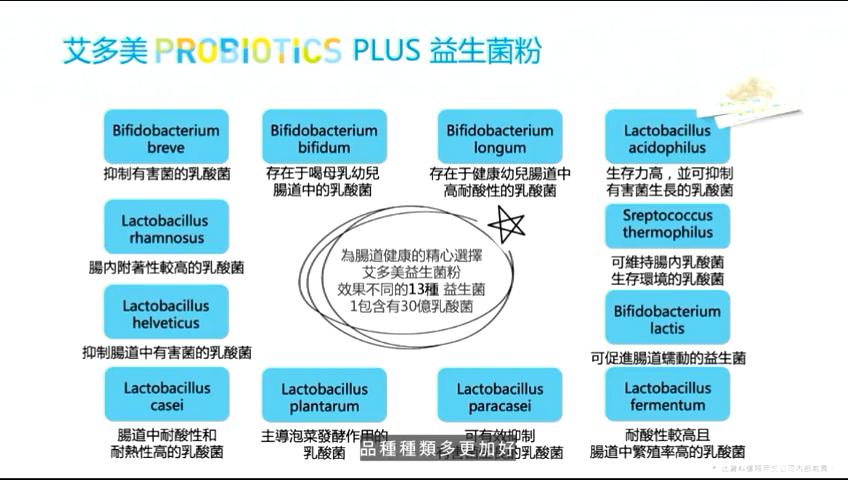 艾多美 PROBIOTICS PLUS 益生菌粉
Bifidobacterium
breve
抑制有害菌的乳酸菌
Bifidobacterium
bifidum
存在于喝母乳幼兒
腸道中的乳酸菌
Bifidobacterium
longum
存在于健康幼兒腸道中
高耐酸性的乳酸菌
Lactobacillus
acidophilus
生存力高，並可抑制
有害菌生長的乳酸菌
Lactobacillus
rhamnosus
腸內附著性較高的乳酸菌
為腸道健康的精心選擇
艾多美益生菌粉
效果不同的13種 益生菌
1包含有30億乳酸菌
Sreptococcus
thermophilus
可維持腸內乳酸菌
生存環境的乳酸菌
Lactobacillus
helveticus
抑制腸道中有害菌的乳酸菌
Bifidobacterium
lactis
可促進腸道蠕動的益生菌
Lactobacillus
casei
腸道中耐酸性和
耐熱性高的乳酸菌
Lactobacillus
plantarum
主導泡菜發酵作用的
乳酸菌
Lactobacillus
paracasei
可有效抑制
的乳酸菌
Lactobacillus
fermentum
耐酸性較高且
腸道中繁殖率高的乳酸菌
品種種類多更加好